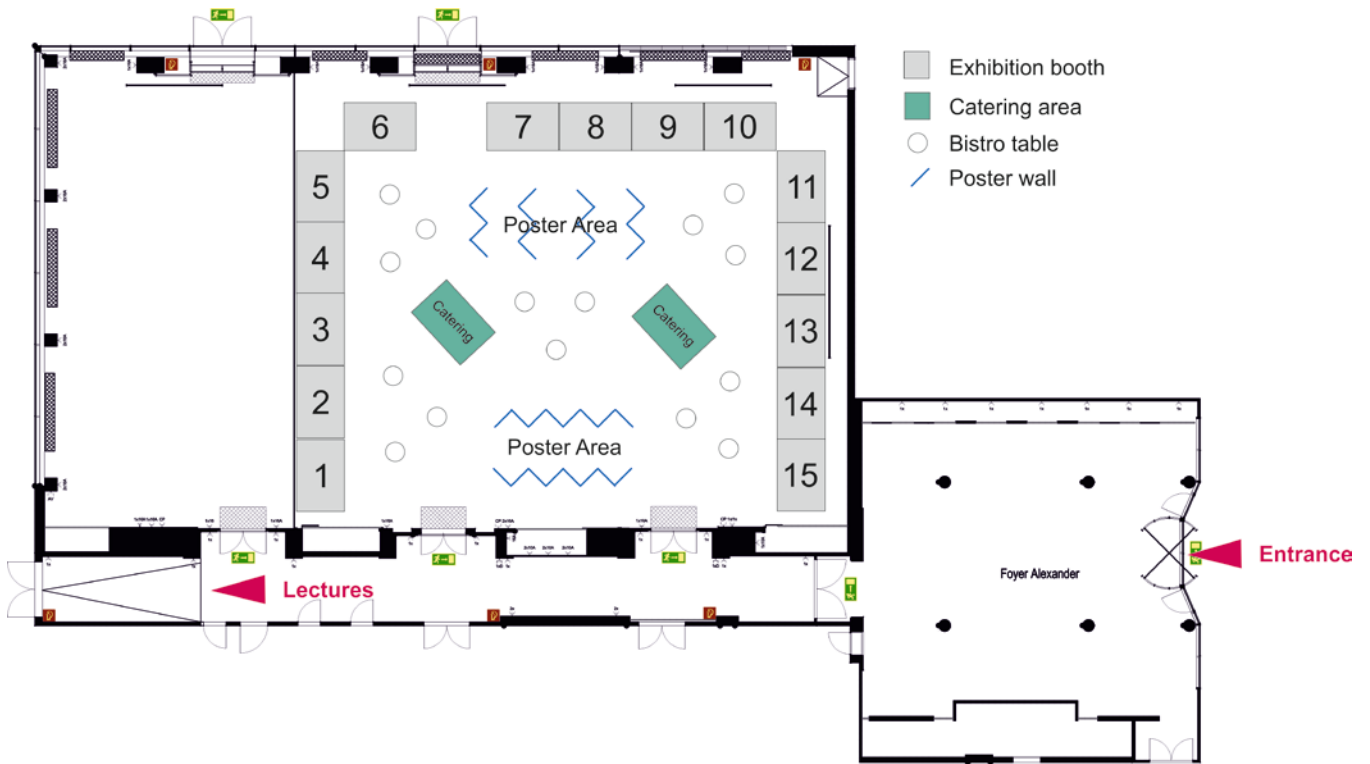 6
7
8
9
10
5
4
3
2
1
11
12
13
14
15
Poster Area
Catering
Catering
Poster Area
Exhibition booth
Catering area
Bistro table
Poster wall
Lectures
Foyer Alexander
Entrance